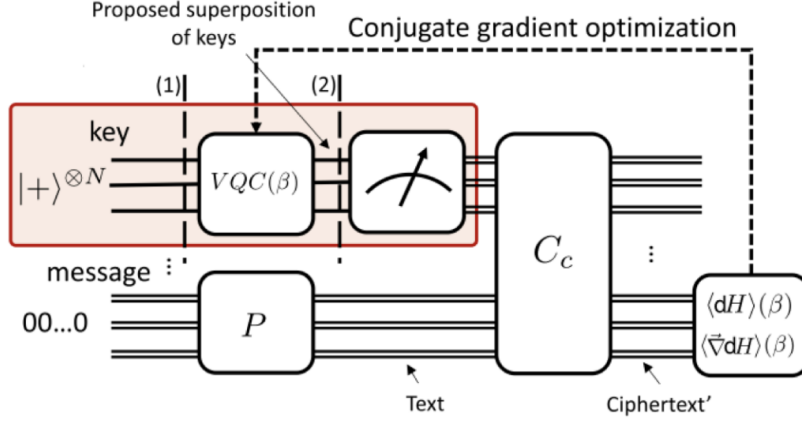 Proposed superposition
of keys
Conjugate gradient optimization
(1)
(2)
key
|+⟩⊗N
VQC(β)
C_c
message
00...0
P
⟨dH⟩(β)
⟨∇⃗dH⟩(β)
Text
Ciphertext'